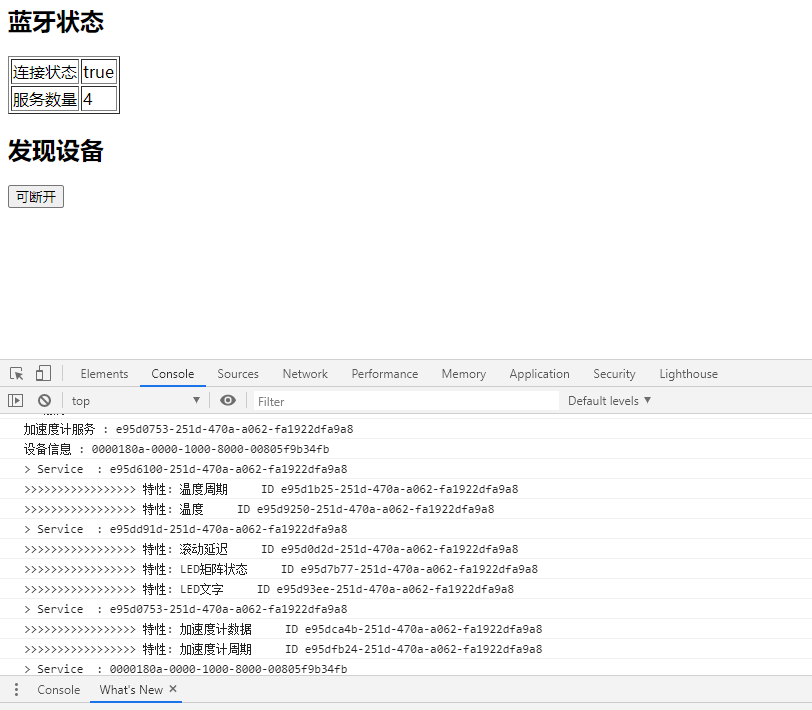 蓝牙状态
连接状态 true
服务数量 4
发现设备
可断开
Elements Console Sources Network Performance Memory Application Security Lighthouse
top Filter Default levels
加速度计服务 : e95d0753-251d-470a-a062-fa1922dfa9a8
设备信息 : 0000180a-0000-1000-8000-00805f9b34fb
> Service : e95d6100-251d-470a-a062-fa1922dfa9a8
>>>>>>>>>>>>>>>>> 特性: 温度周期 ID e95d1b25-251d-470a-a062-fa1922dfa9a8
>>>>>>>>>>>>>>>>> 特性: 温度 ID e95d9250-251d-470a-a062-fa1922dfa9a8
> Service : e95dd91d-251d-470a-a062-fa1922dfa9a8
>>>>>>>>>>>>>>>>> 特性: 滚动延迟 ID e95d0d2d-251d-470a-a062-fa1922dfa9a8
>>>>>>>>>>>>>>>>> 特性: LED矩阵状态 ID e95d7b77-251d-470a-a062-fa1922dfa9a8
>>>>>>>>>>>>>>>>> 特性: LED文字 ID e95d93ee-251d-470a-a062-fa1922dfa9a8
> Service : e95d0753-251d-470a-a062-fa1922dfa9a8
>>>>>>>>>>>>>>>>> 特性: 加速度计数据 ID e95dca4b-251d-470a-a062-fa1922dfa9a8
>>>>>>>>>>>>>>>>> 特性: 加速度计周期 ID e95dfb24-251d-470a-a062-fa1922dfa9a8
> Service : 0000180a-0000-1000-8000-00805f9b34fb
Console What's New ×